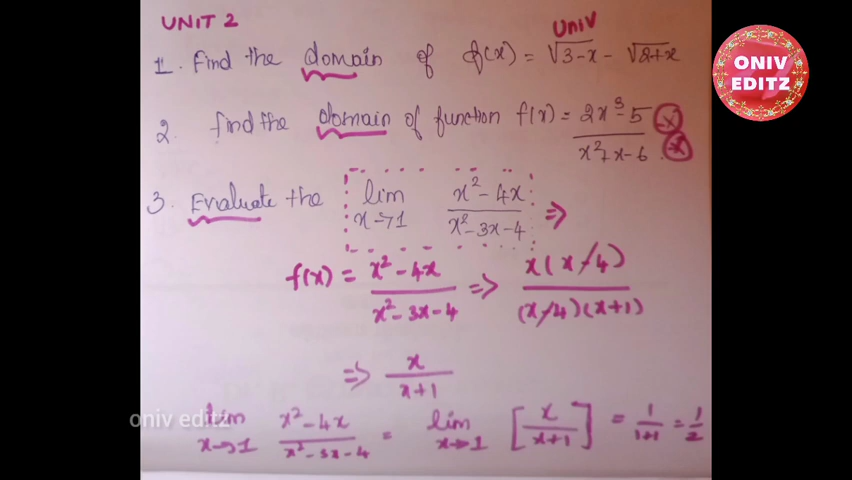 UNIT 2
UNIV
1. Find the domain of f(x) = √3-x - √2+x
ONIV
EDITZ
2. find the domain of function f(x) = 2x³-5 / x²+x-6
3. Evaluate the lim x→1 x²-4x / x²-3x-4 ⇒
f(x) = x²-4x / x²-3x-4 ⇒ x(x-4) / (x-4)(x+1)
⇒ x / x+1
oniv editz
lim x→1 x²-4x / x²-3x-4 = lim x→1 [x / x+1] = 1 / 1+1 = 1/2